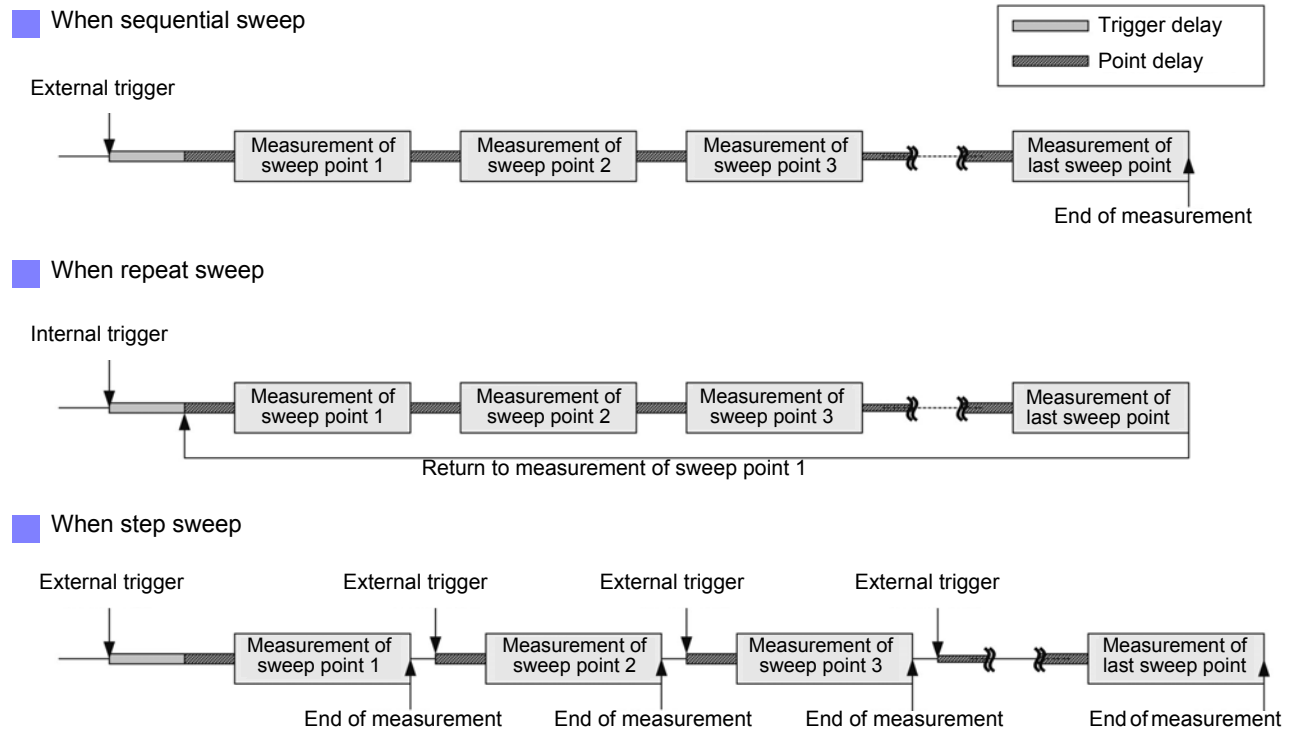 When sequential sweep
Trigger delay
Point delay
External trigger
Measurement of
sweep point 1
Measurement of
sweep point 2
Measurement of
sweep point 3
Measurement of
last sweep point
End of measurement
When repeat sweep
Internal trigger
Measurement of
sweep point 1
Measurement of
sweep point 2
Measurement of
sweep point 3
Measurement of
last sweep point
Return to measurement of sweep point 1
When step sweep
External trigger
External trigger
External trigger
External trigger
Measurement of
sweep point 1
Measurement of
sweep point 2
Measurement of
sweep point 3
Measurement of
last sweep point
End of measurement
End of measurement
End of measurement
End of measurement